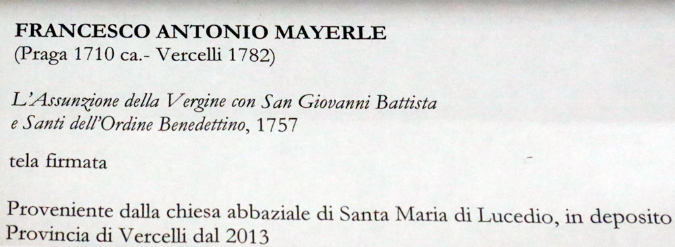 FRANCESCO ANTONIO MAYERLE
(Praga 1710 ca.- Vercelli 1782)
L'Assunzione della Vergine con San Giovanni Battista
e Santi dell'Ordine Benedettino, 1757
tela firmata
Proveniente dalla chiesa abbaziale di Santa Maria di Lucedio, in deposito
Provincia di Vercelli dal 2013